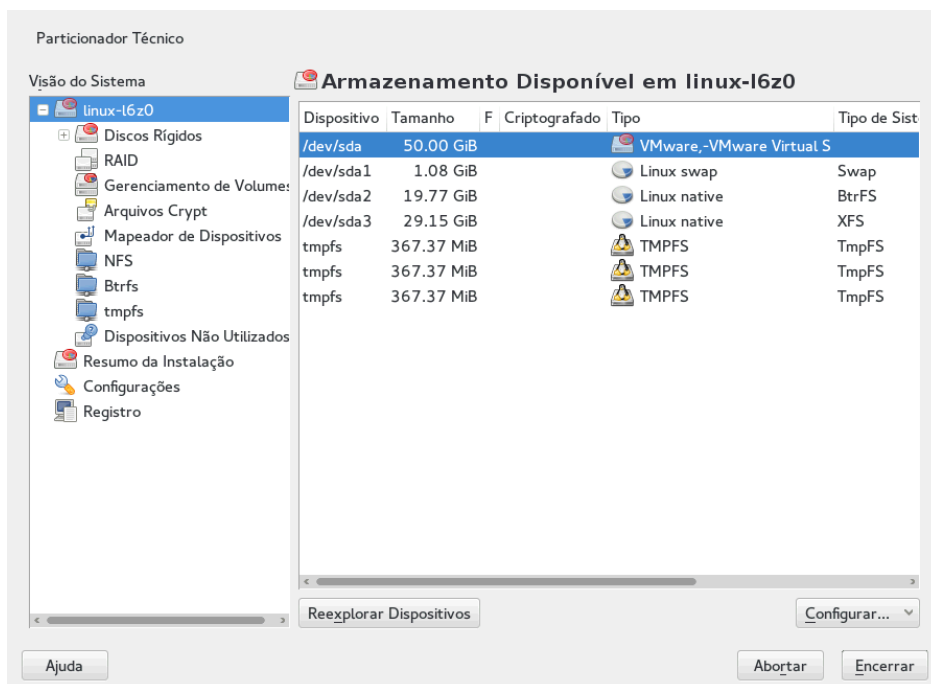 Particionador Técnico
Visão do Sistema
linux-l6z0
Discos Rígidos
RAID
Gerenciamento de Volumes
Arquivos Crypt
Mapeador de Dispositivos
NFS
Btrfs
tmpfs
Dispositivos Não Utilizados
Resumo da Instalação
Configurações
Registro
Armazenamento Disponível em linux-l6z0
Dispositivo Tamanho F Criptografado Tipo Tipo de Sist
/dev/sda 50.00 GiB VMware,-VMware Virtual S
/dev/sda1 1.08 GiB Linux swap Swap
/dev/sda2 19.77 GiB Linux native BtrFS
/dev/sda3 29.15 GiB Linux native XFS
tmpfs 367.37 MiB TMPFS TmpFS
tmpfs 367.37 MiB TMPFS TmpFS
tmpfs 367.37 MiB TMPFS TmpFS
Reexplorar Dispositivos
Configurar...
Ajuda
Abortar
Encerrar